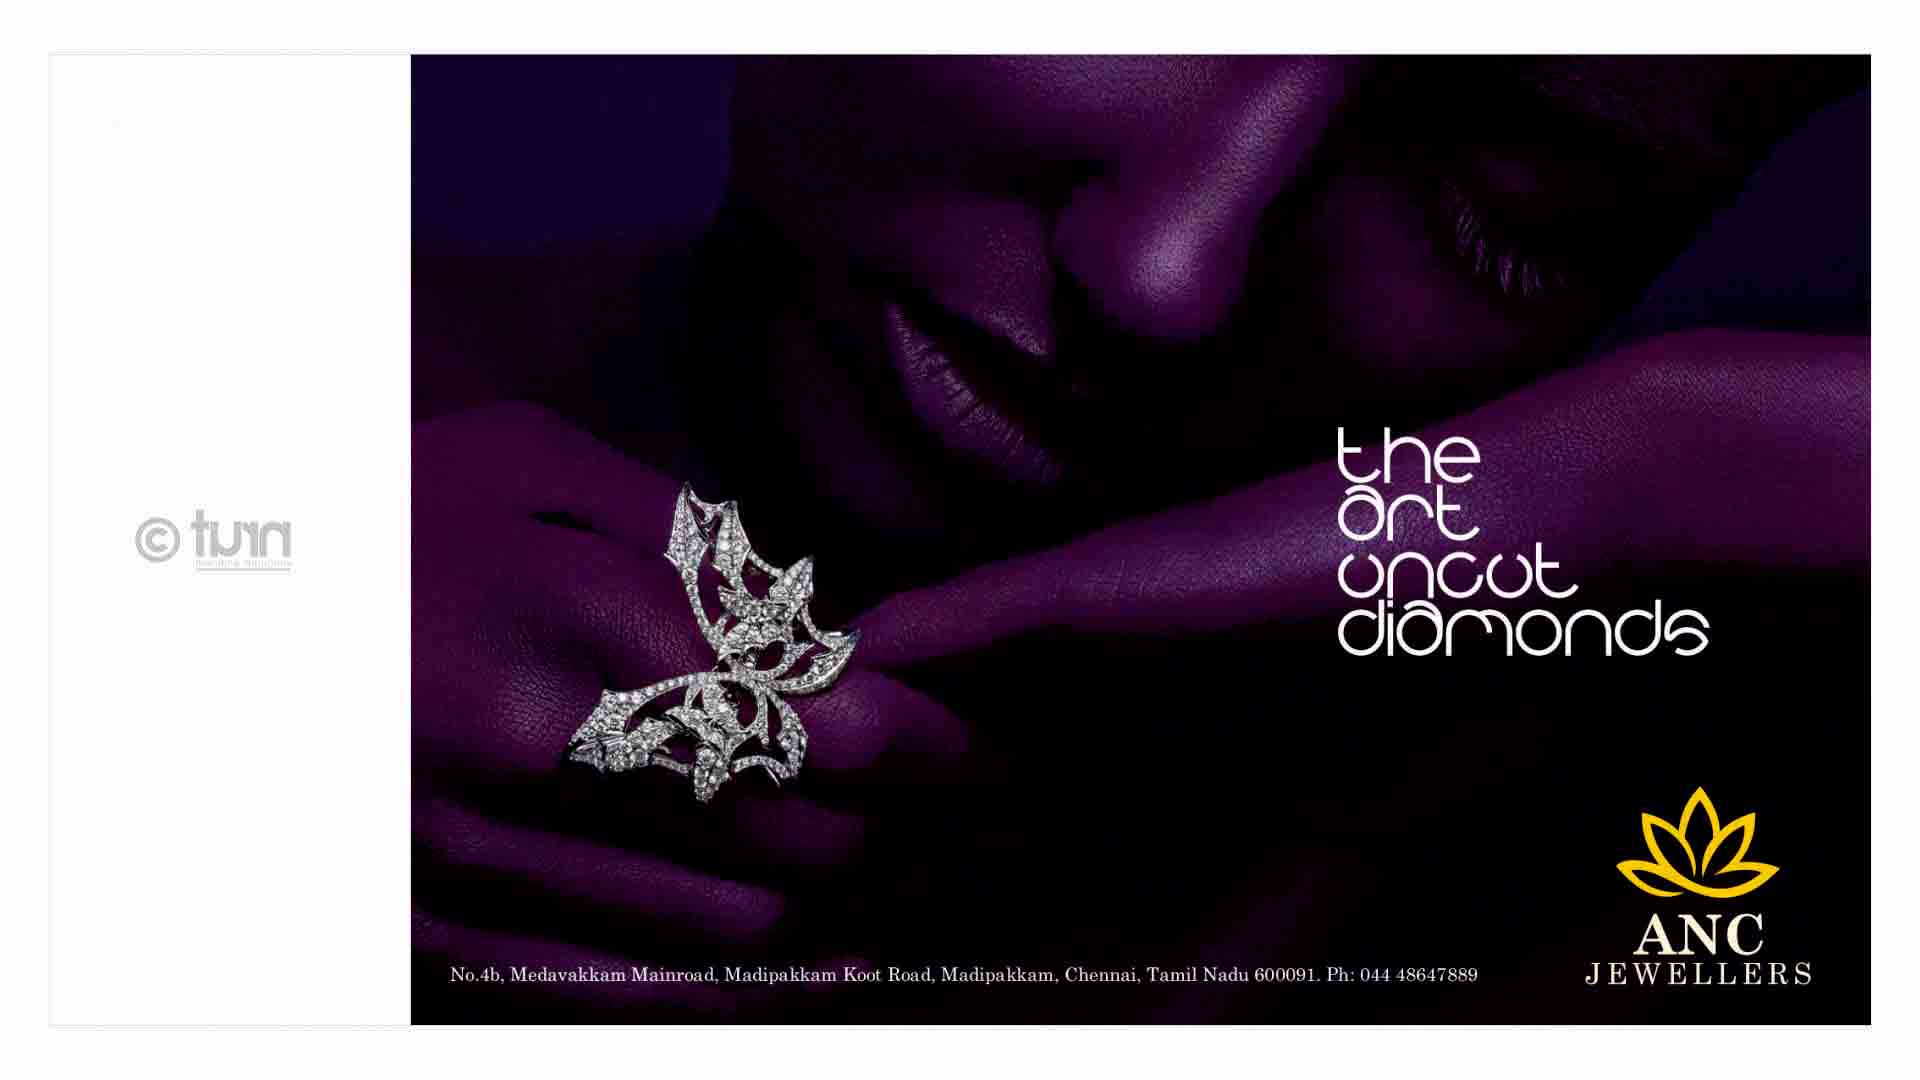 © turn
the
art
uncut
diamonds
ANC
JEWELLERS
No.4b, Medavakkam Mainroad, Madipakkam Koot Road, Madipakkam, Chennai, Tamil Nadu 600091. Ph: 044 48647889